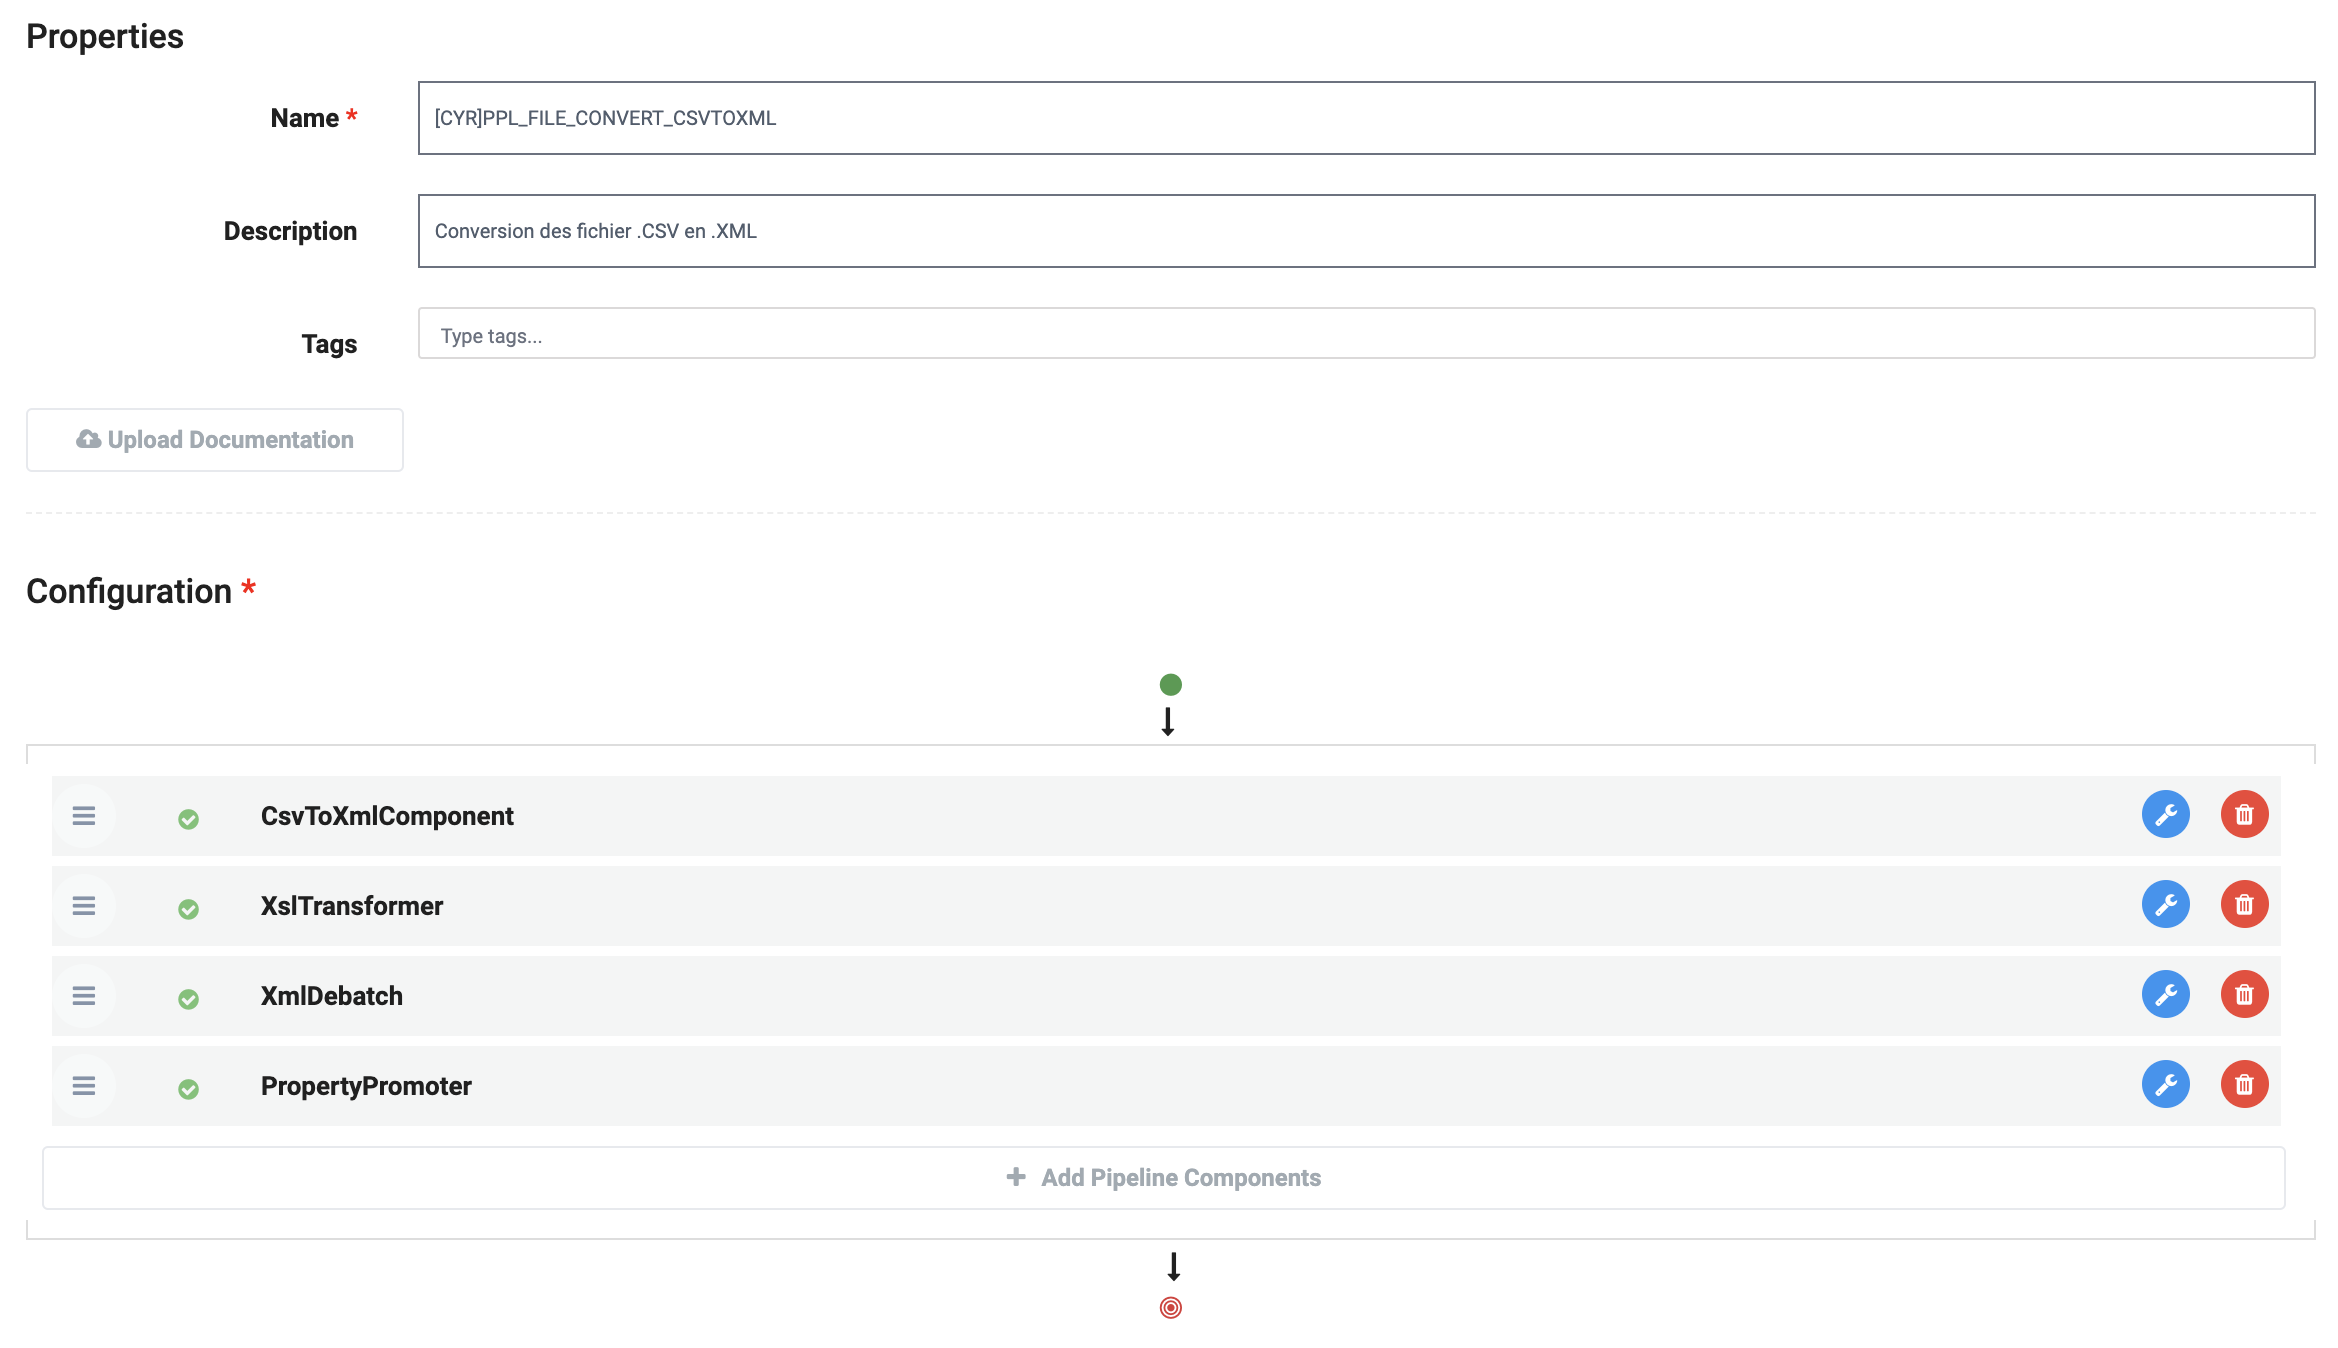 Properties
Name *
[CYR]PPL_FILE_CONVERT_CSVTOXML
Description
Conversion des fichier .CSV en .XML
Tags
Type tags...
Upload Documentation
Configuration *
CsvToXmlComponent
XslTransformer
XmlDebatch
PropertyPromoter
Add Pipeline Components